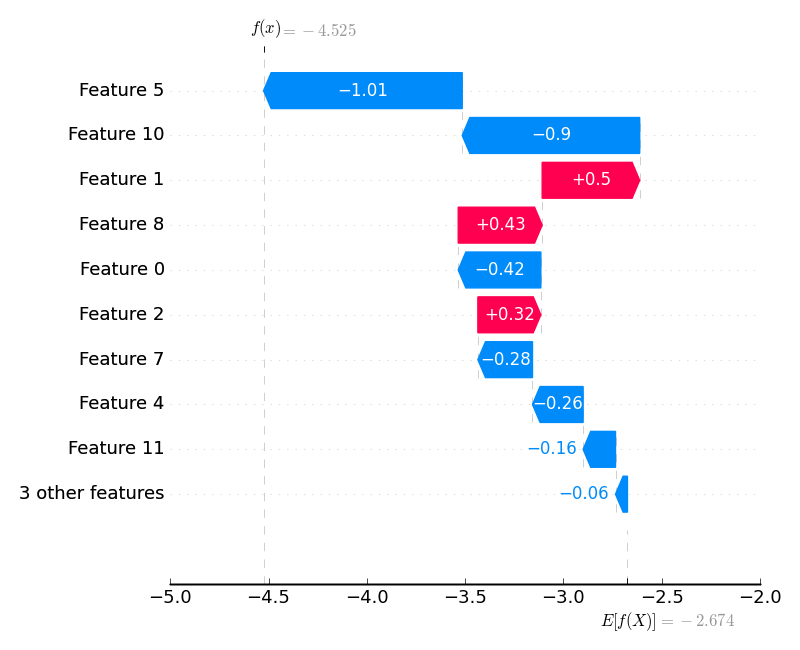 f(x) = −4.525
Feature 5 −1.01
Feature 10 −0.9
Feature 1 +0.5
Feature 8 +0.43
Feature 0 −0.42
Feature 2 +0.32
Feature 7 −0.28
Feature 4 −0.26
Feature 11 −0.16
3 other features −0.06
−5.0 −4.5 −4.0 −3.5 −3.0 −2.5 −2.0
E[f(X)] = −2.674